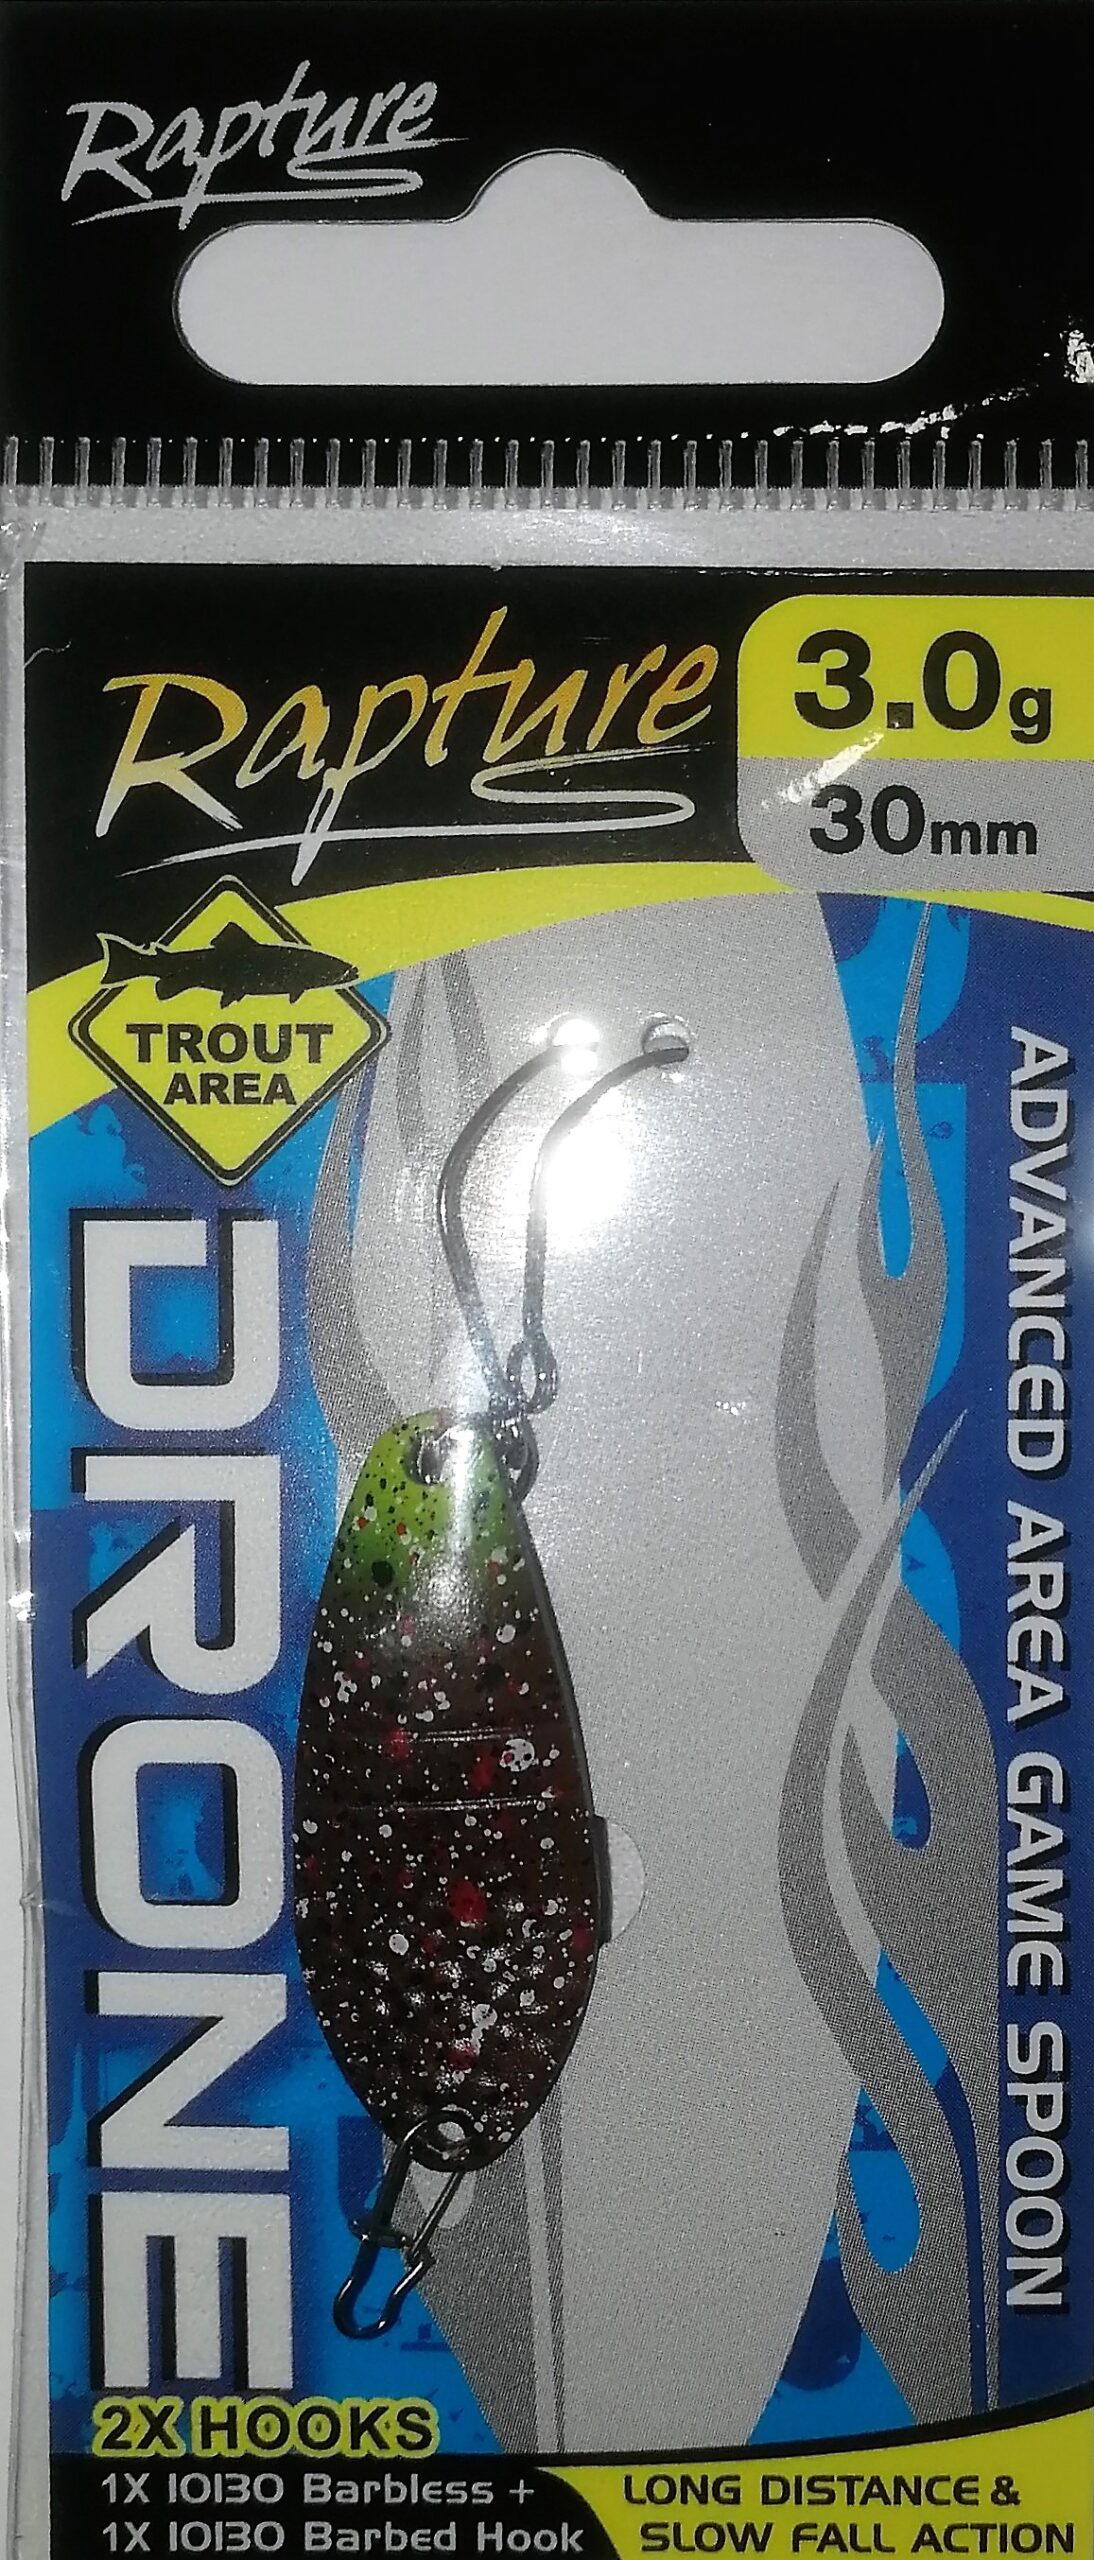 Rapture
Rapture
3.0g
30mm
TROUT
AREA
DRONE
ADVANCED AREA GAME SPOON
2X HOOKS
1X 10130 Barbless +
1X 10130 Barbed Hook
LONG DISTANCE &
SLOW FALL ACTION